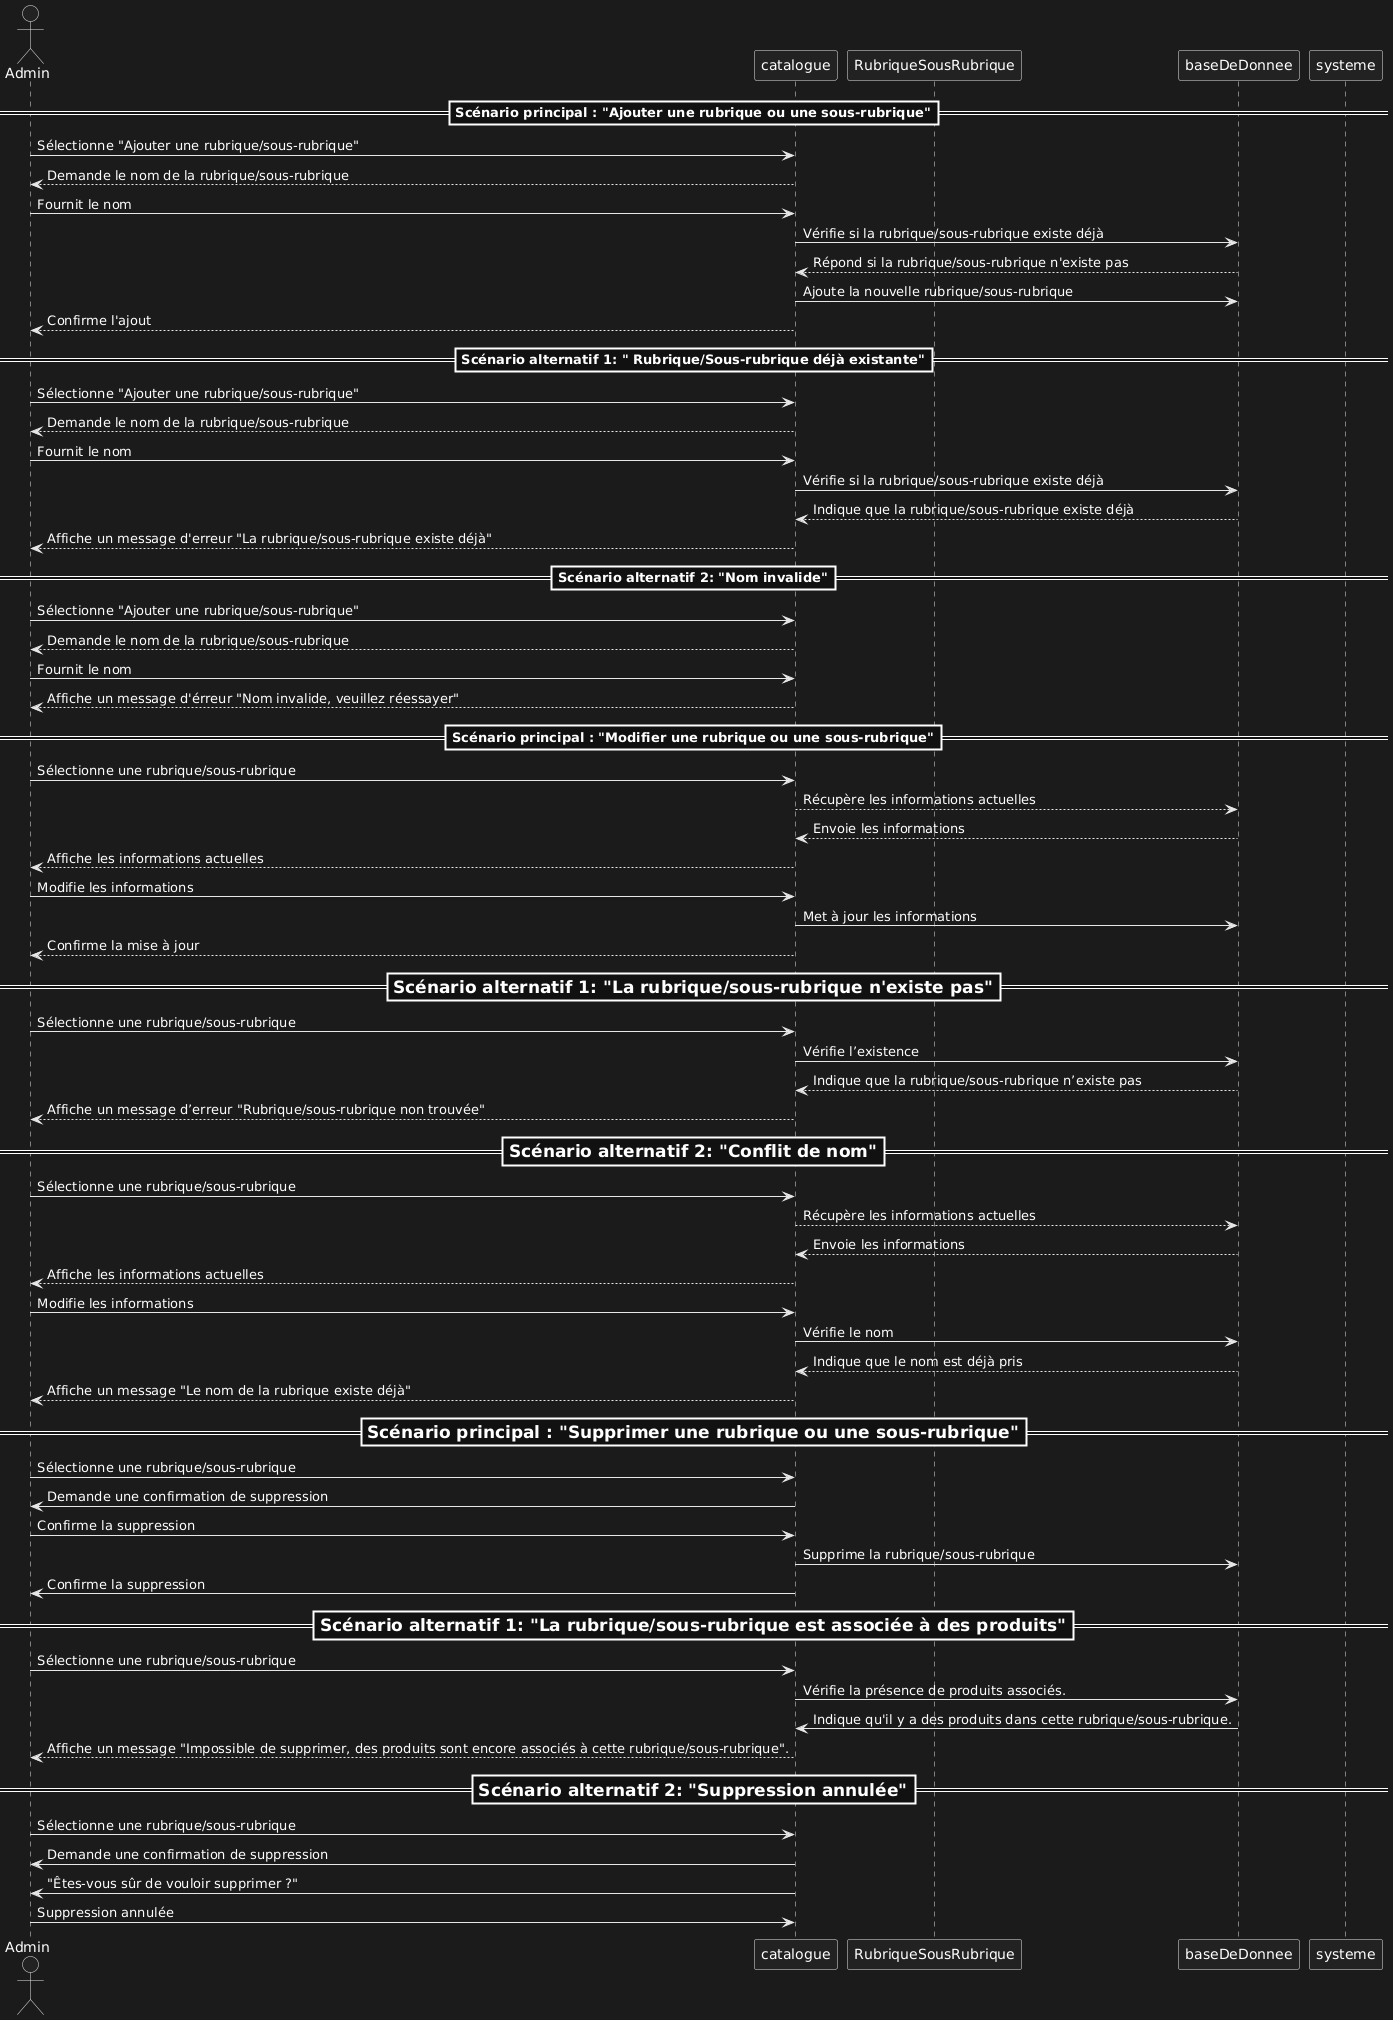 Admin
catalogue
RubriqueSousRubrique
baseDeDonnee
systeme
Scénario principal : "Ajouter une rubrique ou une sous-rubrique"
Sélectionne "Ajouter une rubrique/sous-rubrique"
Demande le nom de la rubrique/sous-rubrique
Fournit le nom
Vérifie si la rubrique/sous-rubrique existe déjà
Répond si la rubrique/sous-rubrique n'existe pas
Ajoute la nouvelle rubrique/sous-rubrique
Confirme l'ajout
Scénario alternatif 1: " Rubrique/Sous-rubrique déjà existante"
Sélectionne "Ajouter une rubrique/sous-rubrique"
Demande le nom de la rubrique/sous-rubrique
Fournit le nom
Vérifie si la rubrique/sous-rubrique existe déjà
Indique que la rubrique/sous-rubrique existe déjà
Affiche un message d'erreur "La rubrique/sous-rubrique existe déjà"
Scénario alternatif 2: "Nom invalide"
Sélectionne "Ajouter une rubrique/sous-rubrique"
Demande le nom de la rubrique/sous-rubrique
Fournit le nom
Affiche un message d'érreur "Nom invalide, veuillez réessayer"
Scénario principal : "Modifier une rubrique ou une sous-rubrique"
Sélectionne une rubrique/sous-rubrique
Récupère les informations actuelles
Envoie les informations
Affiche les informations actuelles
Modifie les informations
Met à jour les informations
Confirme la mise à jour
Scénario alternatif 1: "La rubrique/sous-rubrique n'existe pas"
Sélectionne une rubrique/sous-rubrique
Vérifie l’existence
Indique que la rubrique/sous-rubrique n’existe pas
Affiche un message d’erreur "Rubrique/sous-rubrique non trouvée"
Scénario alternatif 2: "Conflit de nom"
Sélectionne une rubrique/sous-rubrique
Récupère les informations actuelles
Envoie les informations
Affiche les informations actuelles
Modifie les informations
Vérifie le nom
Indique que le nom est déjà pris
Affiche un message "Le nom de la rubrique existe déjà"
Scénario principal : "Supprimer une rubrique ou une sous-rubrique"
Sélectionne une rubrique/sous-rubrique
Demande une confirmation de suppression
Confirme la suppression
Supprime la rubrique/sous-rubrique
Confirme la suppression
Scénario alternatif 1: "La rubrique/sous-rubrique est associée à des produits"
Sélectionne une rubrique/sous-rubrique
Vérifie la présence de produits associés.
Indique qu'il y a des produits dans cette rubrique/sous-rubrique.
Affiche un message "Impossible de supprimer, des produits sont encore associés à cette rubrique/sous-rubrique".
Scénario alternatif 2: "Suppression annulée"
Sélectionne une rubrique/sous-rubrique
Demande une confirmation de suppression
"Êtes-vous sûr de vouloir supprimer ?"
Suppression annulée
Admin
catalogue
RubriqueSousRubrique
baseDeDonnee
systeme